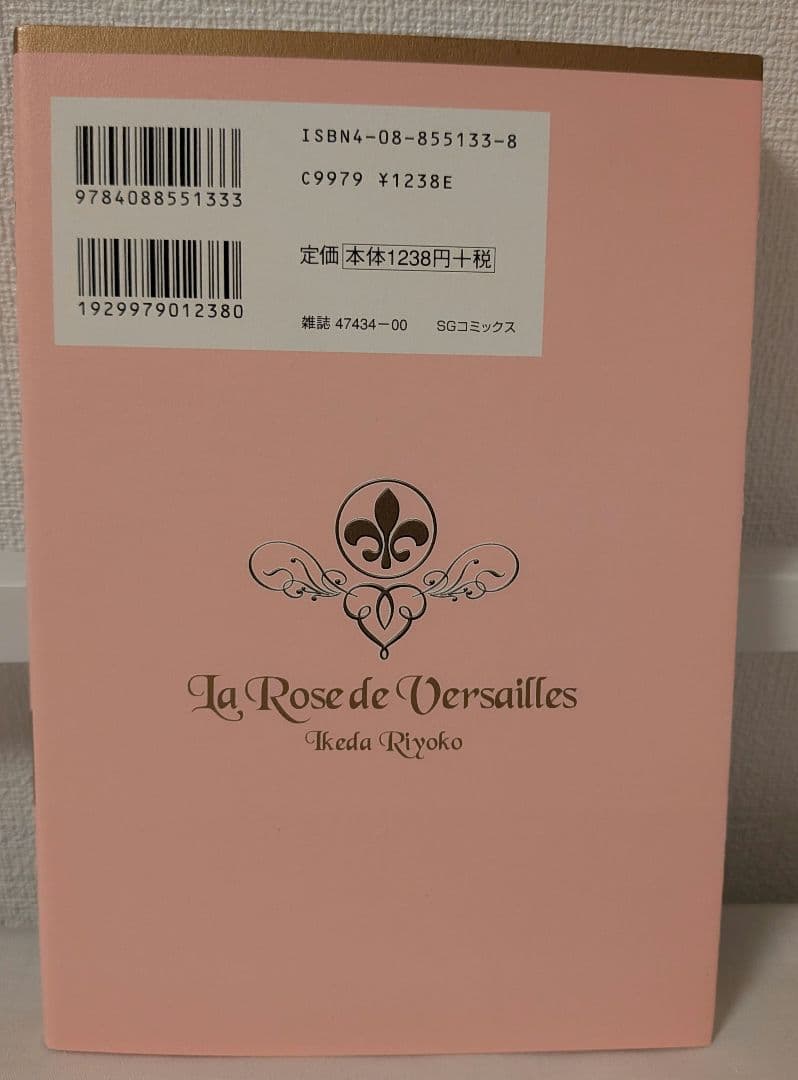 ISBN4-08-855133-8
9784088551333
C9979 ¥1238E
1929979012380
定価 本体1238円+税
雑誌 47434-00 SGコミックス
La Rose de Versailles
Ikeda Riyoko